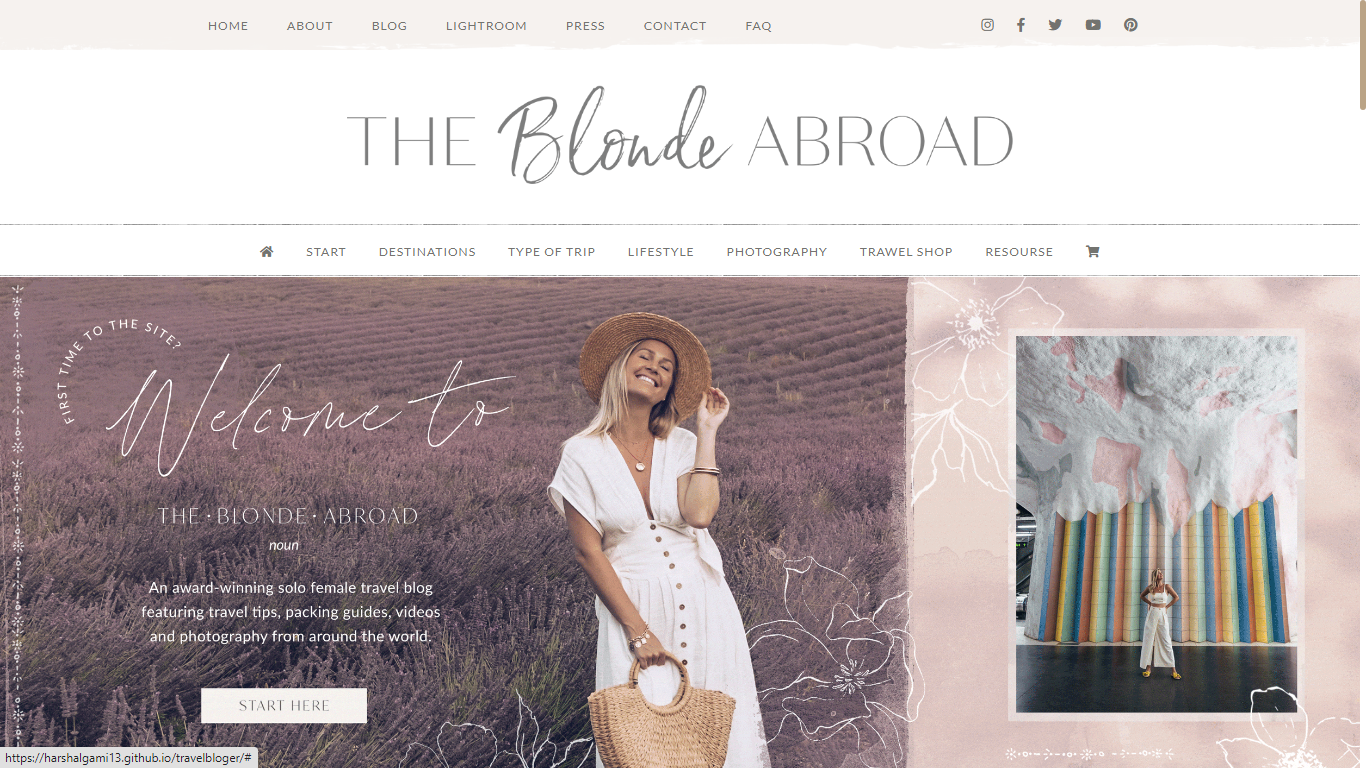 HOME ABOUT BLOG LIGHTROOM PRESS CONTACT FAQ
THE Blonde ABROAD
START DESTINATIONS TYPE OF TRIP LIFESTYLE PHOTOGRAPHY TRAWEL SHOP RESOURSE
FIRST TIME TO THE SITE?
Welcome to
THE • BLONDE • ABROAD
noun
An award-winning solo female travel blog
featuring travel tips, packing guides, videos
and photography from around the world.
START HERE
https://harshalgami13.github.io/travelbloger/#